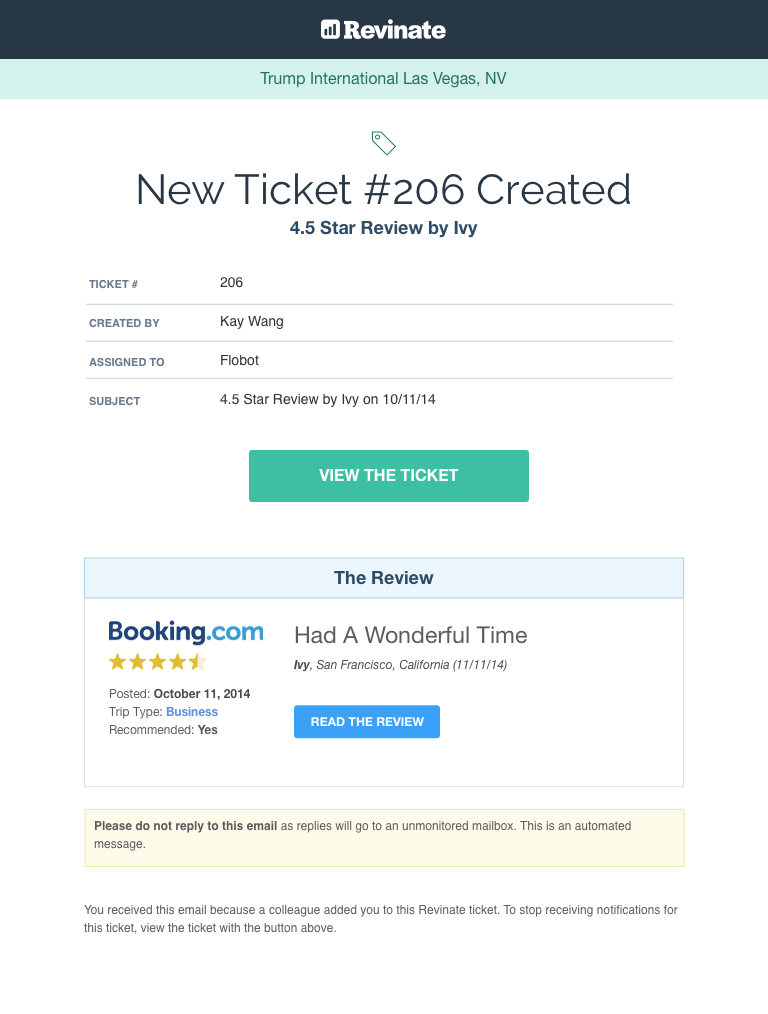 Revinate
Trump International Las Vegas, NV
New Ticket #206 Created
4.5 Star Review by Ivy
TICKET # 206
CREATED BY Kay Wang
ASSIGNED TO Flobot
SUBJECT 4.5 Star Review by Ivy on 10/11/14
VIEW THE TICKET
The Review
Booking.com
Posted: October 11, 2014
Trip Type: Business
Recommended: Yes
Had A Wonderful Time
Ivy, San Francisco, California (11/11/14)
READ THE REVIEW
Please do not reply to this email as replies will go to an unmonitored mailbox. This is an automated
message.
You received this email because a colleague added you to this Revinate ticket. To stop receiving notifications for
this ticket, view the ticket with the button above.